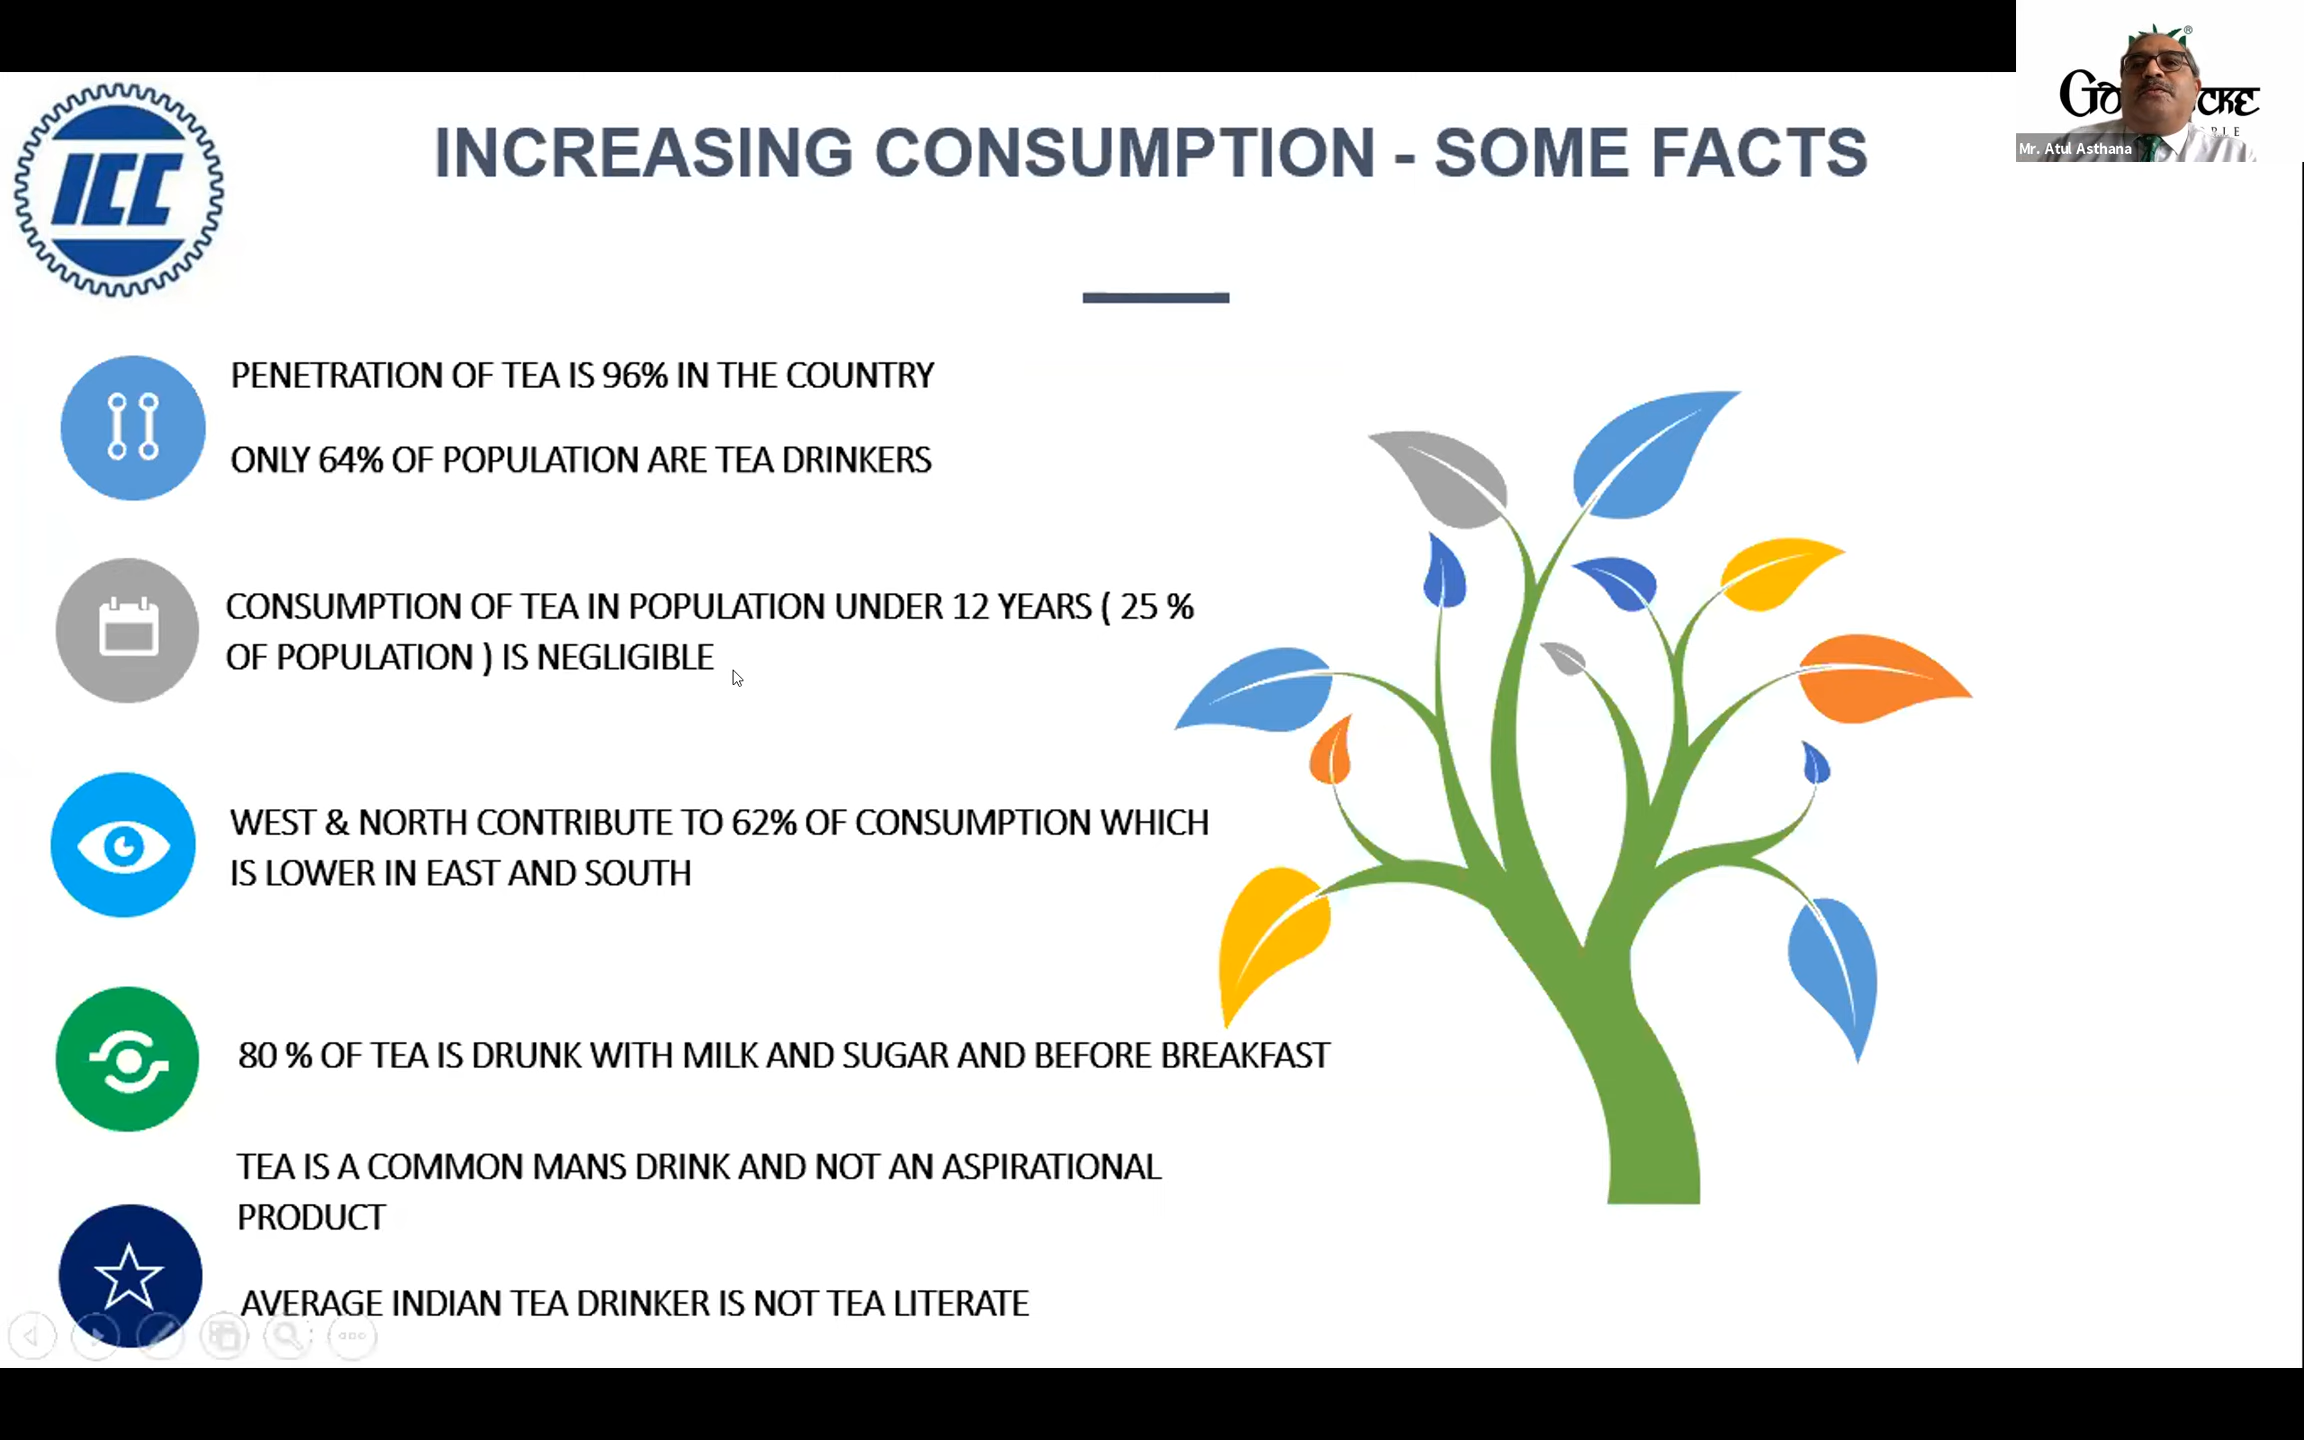 ICC
INCREASING CONSUMPTION - SOME FACTS
®
Mr. Atul Asthana
PENETRATION OF TEA IS 96% IN THE COUNTRY
ONLY 64% OF POPULATION ARE TEA DRINKERS
CONSUMPTION OF TEA IN POPULATION UNDER 12 YEARS ( 25 %
OF POPULATION ) IS NEGLIGIBLE
WEST & NORTH CONTRIBUTE TO 62% OF CONSUMPTION WHICH
IS LOWER IN EAST AND SOUTH
80 % OF TEA IS DRUNK WITH MILK AND SUGAR AND BEFORE BREAKFAST
TEA IS A COMMON MANS DRINK AND NOT AN ASPIRATIONAL
PRODUCT
AVERAGE INDIAN TEA DRINKER IS NOT TEA LITERATE